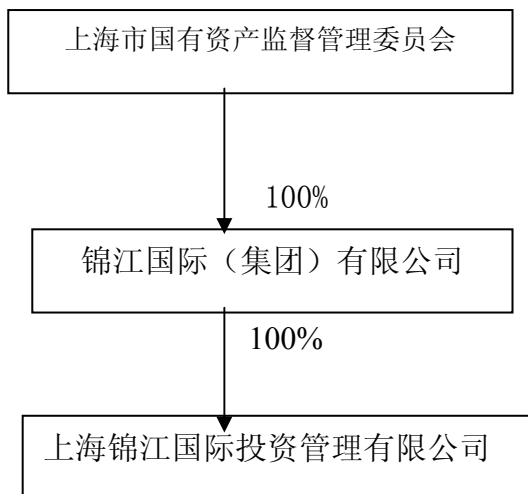 上海市国有资产监督管理委员会
100%
锦江国际（集团）有限公司
100%
上海锦江国际投资管理有限公司